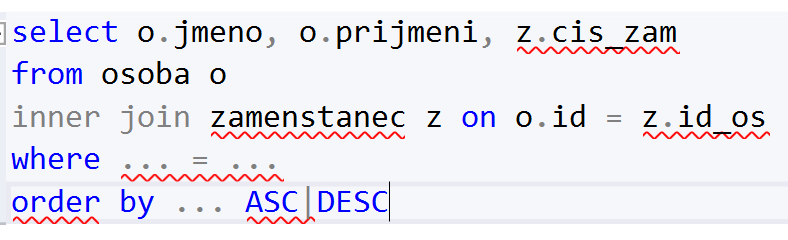 select o.jmeno, o.prijmeni, z.cis_zam
from osoba o
inner join zamenstanec z on o.id = z.id_os
where ... = ...
order by ... ASC|DESC